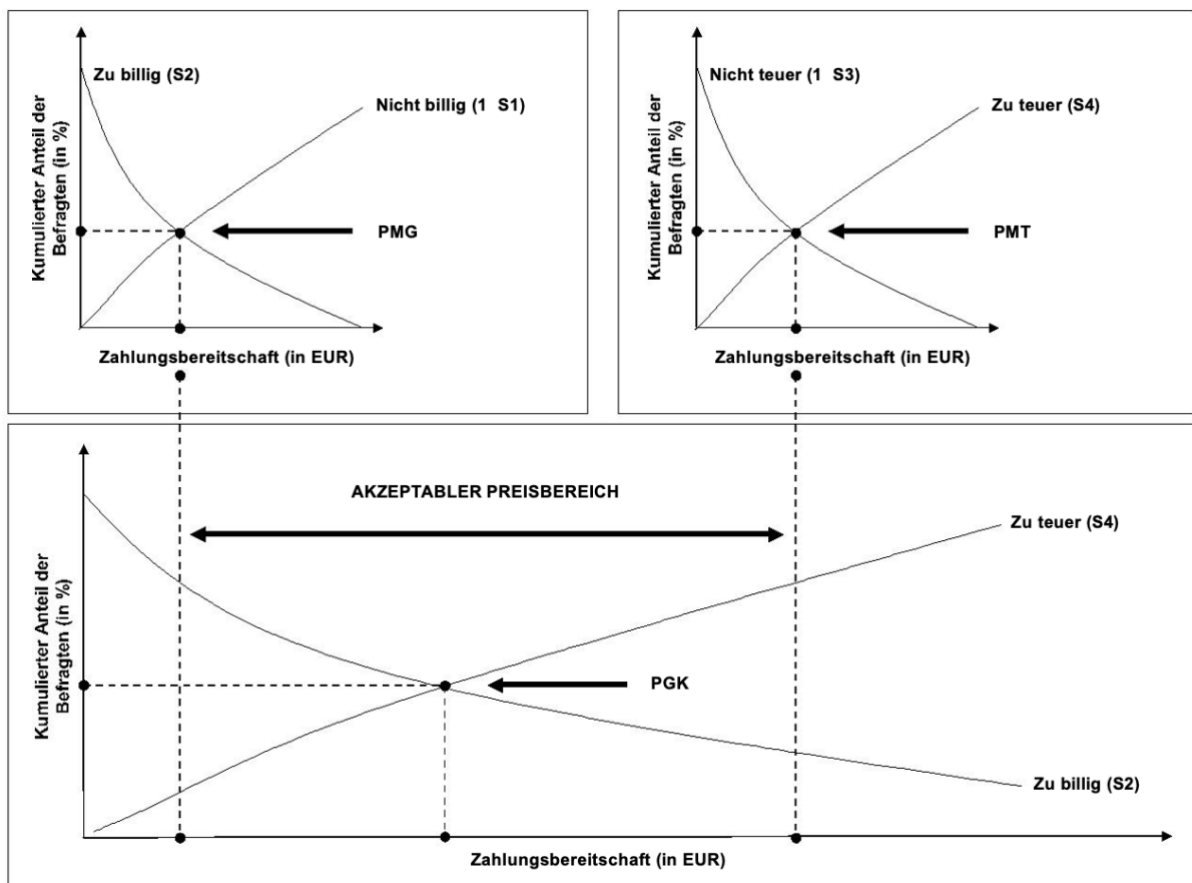 Zu billig (S2)
Nicht billig (1 S1)
Kumulierter Anteil der
Befragten (in %)
PMG
Zahlungsbereitschaft (in EUR)
Nicht teuer (1 S3)
Zu teuer (S4)
Kumulierter Anteil der
Befragten (in %)
PMT
Zahlungsbereitschaft (in EUR)
AKZEPTABLER PREISBEREICH
Zu teuer (S4)
Kumulierter Anteil der
Befragten (in %)
PGK
Zu billig (S2)
Zahlungsbereitschaft (in EUR)